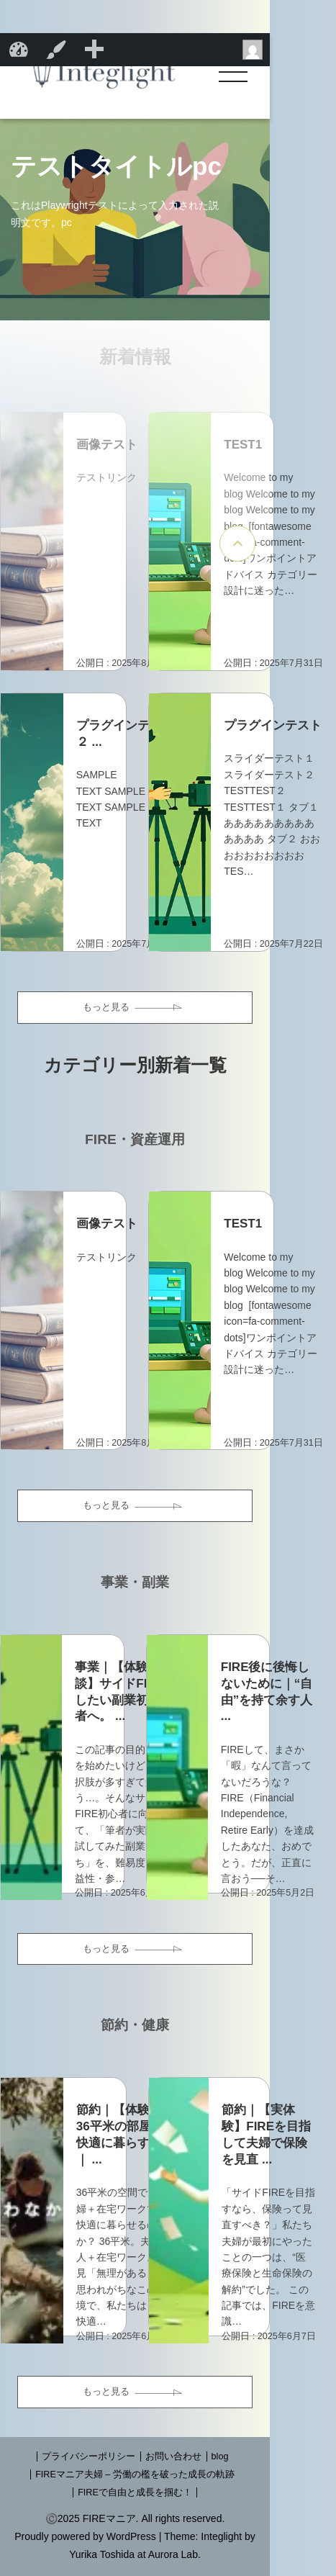 Integlight
テストタイトルpc
これはPlaywrightテストによって入力された説
明文です。pc
新着情報
画像テスト
テストリンク
公開日 : 2025年8月
TEST1
Welcome to my
blog Welcome to my
blog Welcome to my
blog [fontawesome
-comment-
ワンポイントア
ドバイス カテゴリー
設計に迷った…
公開日 : 2025年7月31日
プラグインテ
２ ...
SAMPLE
TEXT SAMPLE
TEXT SAMPLE
TEXT
公開日 : 2025年7月
プラグインテスト
スライダーテスト１
スライダーテスト２
TESTTEST２
TESTTEST１ タブ１
あああああああああ
ああああ タブ２ おお
おおおおおおおお
TES…
公開日 : 2025年7月22日
もっと見る
カテゴリー別新着一覧
FIRE・資産運用
画像テスト
テストリンク
公開日 : 2025年8月
TEST1
Welcome to my
blog Welcome to my
blog Welcome to my
blog [fontawesome
icon=fa-comment-
dots]ワンポイントア
ドバイス カテゴリー
設計に迷った…
公開日 : 2025年7月31日
もっと見る
事業・副業
事業｜【体験
談】サイドFI
したい副業初
者へ。 ...
この記事の目的
を始めたいけど
択肢が多すぎて
う…。そんなサ
FIRE初心者に向
て、「筆者が実
試してみた副業
ち」を、難易度
益性・参…
公開日 : 2025年6
FIRE後に後悔し
ないために｜“自
由”を持て余す人
...
FIREして、まさか
「暇」なんて言って
ないだろうな？
FIRE（Financial
Independence,
Retire Early）を達成
したあなた、おめで
とう。だが、正直に
言おう──そ…
公開日 : 2025年5月2日
もっと見る
節約・健康
わなか
節約｜【体験
36平米の部屋
快適に暮らす
｜ ...
36平米の空間で
婦＋在宅ワーク
快適に暮らせる
か？ 36平米。夫
人＋在宅ワーク
見「無理がある
思われがちなこ
境で、私たちは
快適…
公開日 : 2025年6月
節約｜【実体
験】FIREを目指
して夫婦で保険
を見直 ...
「サイドFIREを目指
すなら、保険って見
直すべき？」私たち
夫婦が最初にやった
ことの一つは、“医
療保険と生命保険の
解約”でした。 この
記事では、FIREを意
識…
公開日 : 2025年6月7日
もっと見る
｜プライバシーポリシー｜お問い合わせ｜blog
｜FIREマニア夫婦 – 労働の檻を破った成長の軌跡
｜FIREで自由と成長を掴む！｜
©2025 FIREマニア. All rights reserved.
Proudly powered by WordPress | Theme: Integlight by
Yurika Toshida at Aurora Lab.